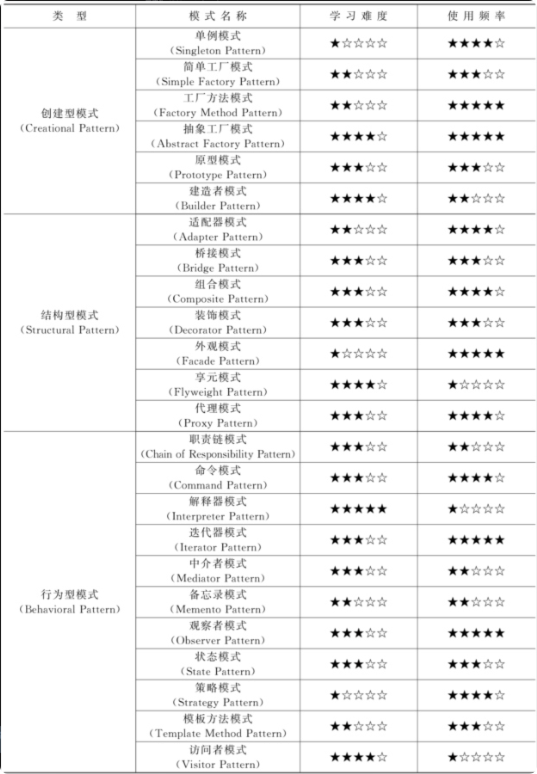 类 型 模 式 名 称 学 习 难 度 使 用 频 率
创建型模式
(Creational Pattern)
单例模式
(Singleton Pattern) ★☆☆☆☆ ★★★★☆
简单工厂模式
(Simple Factory Pattern) ★★☆☆☆ ★★★☆☆
工厂方法模式
(Factory Method Pattern) ★★☆☆☆ ★★★★★
抽象工厂模式
(Abstract Factory Pattern) ★★★★☆ ★★★★★
原型模式
(Prototype Pattern) ★★★☆☆ ★★★☆☆
建造者模式
(Builder Pattern) ★★★★☆ ★★☆☆☆
结构型模式
(Structural Pattern)
适配器模式
(Adapter Pattern) ★★☆☆☆ ★★★★☆
桥接模式
(Bridge Pattern) ★★★☆☆ ★★★☆☆
组合模式
(Composite Pattern) ★★★☆☆ ★★★★☆
装饰模式
(Decorator Pattern) ★★★☆☆ ★★★☆☆
外观模式
(Facade Pattern) ★☆☆☆☆ ★★★★★
享元模式
(Flyweight Pattern) ★★★★☆ ★☆☆☆☆
代理模式
(Proxy Pattern) ★★★☆☆ ★★★★☆
行为型模式
(Behavioral Pattern)
职责链模式
(Chain of Responsibility Pattern) ★★★☆☆ ★★☆☆☆
命令模式
(Command Pattern) ★★★☆☆ ★★★★☆
解释器模式
(Interpreter Pattern) ★★★★★ ★☆☆☆☆
迭代器模式
(Iterator Pattern) ★★★☆☆ ★★★★★
中介者模式
(Mediator Pattern) ★★★☆☆ ★★☆☆☆
备忘录模式
(Memento Pattern) ★★☆☆☆ ★★☆☆☆
观察者模式
(Observer Pattern) ★★★☆☆ ★★★★★
状态模式
(State Pattern) ★★★☆☆ ★★★☆☆
策略模式
(Strategy Pattern) ★☆☆☆☆ ★★★★☆
模板方法模式
(Template Method Pattern) ★★☆☆☆ ★★★☆☆
访问者模式
(Visitor Pattern) ★★★★☆ ★☆☆☆☆